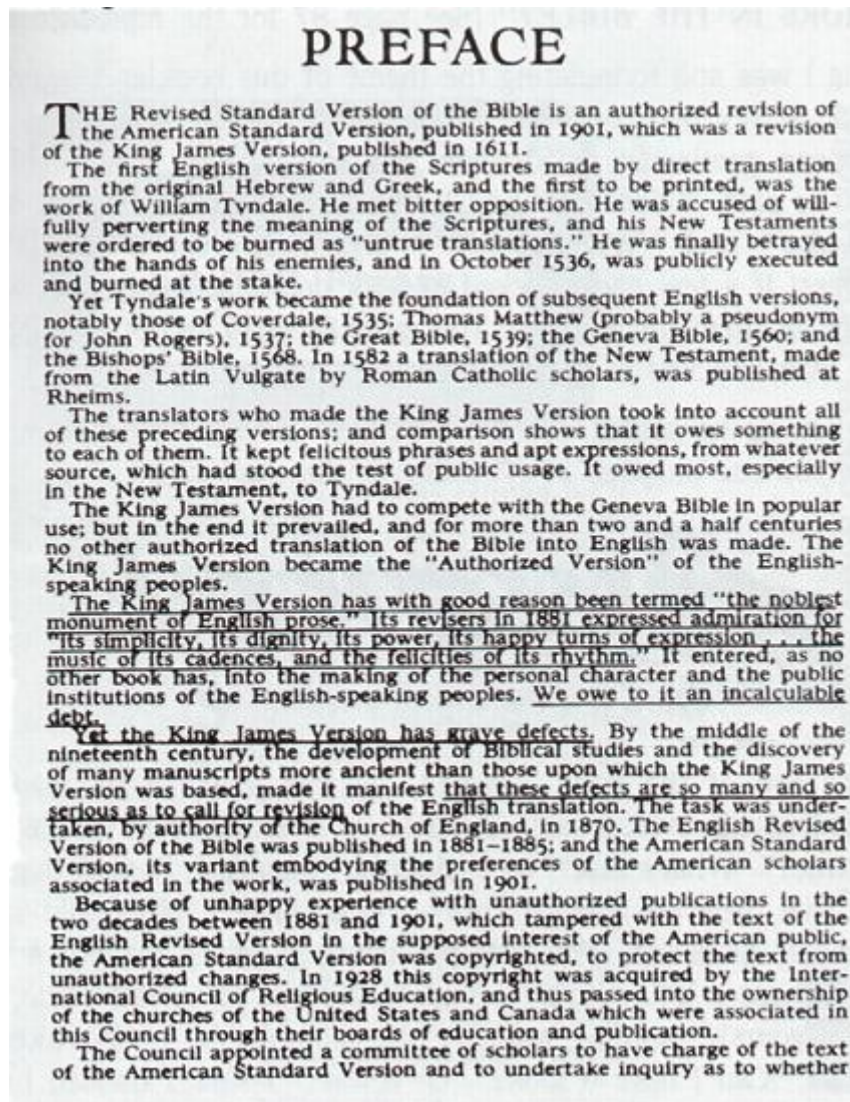 PREFACE
THE Revised Standard Version of the Bible is an authorized revision of
the American Standard Version, published in 1901, which was a revision
of the King James Version, published in 1611.
The first English version of the Scriptures made by direct translation
from the original Hebrew and Greek, and the first to be printed, was the
work of William Tyndale. He met bitter opposition. He was accused of will-
fully perverting the meaning of the Scriptures, and his New Testaments
were ordered to be burned as "untrue translations." He was finally betrayed
into the hands of his enemies, and in October 1536, was publicly executed
and burned at the stake.
Yet Tyndale's work became the foundation of subsequent English versions,
notably those of Coverdale, 1535; Thomas Matthew (probably a pseudonym
for John Rogers), 1537; the Great Bible, 1539; the Geneva Bible, 1560; and
the Bishops' Bible, 1568. In 1582 a translation of the New Testament, made
from the Latin Vulgate by Roman Catholic scholars, was published at
Rheims.
The translators who made the King James Version took into account all
of these preceding versions; and comparison shows that it owes something
to each of them. It kept felicitous phrases and apt expressions, from whatever
source, which had stood the test of public usage. It owed most, especially
in the New Testament, to Tyndale.
The King James Version had to compete with the Geneva Bible in popular
use; but in the end it prevailed, and for more than two and a half centuries
no other authorized translation of the Bible into English was made. The
King James Version became the "Authorized Version" of the English-
speaking peoples.
The King James Version has with good reason been termed "the noblest
monument of English prose." Its revisers in 1881 expressed admiration for
"its simplicity, its dignity, its power, its happy turns of expression . . . the
music of its cadences, and the felicities of its rhythm." It entered, as no
other book has, into the making of the personal character and the public
institutions of the English-speaking peoples. We owe to it an incalculable
debt.
Yet the King James Version has grave defects. By the middle of the
nineteenth century, the development of Biblical studies and the discovery
of many manuscripts more ancient than those upon which the King James
Version was based, made it manifest that these defects are so many and so
serious as to call for revision of the English translation. The task was under-
taken, by authority of the Church of England, in 1870. The English Revised
Version of the Bible was published in 1881–1885; and the American Standard
Version, its variant embodying the preferences of the American scholars
associated in the work, was published in 1901.
Because of unhappy experience with unauthorized publications in the
two decades between 1881 and 1901, which tampered with the text of the
English Revised Version in the supposed interest of the American public,
the American Standard Version was copyrighted, to protect the text from
unauthorized changes. In 1928 this copyright was acquired by the Inter-
national Council of Religious Education, and thus passed into the ownership
of the churches of the United States and Canada which were associated in
this Council through their boards of education and publication.
The Council appointed a committee of scholars to have charge of the text
of the American Standard Version and to undertake inquiry as to whether